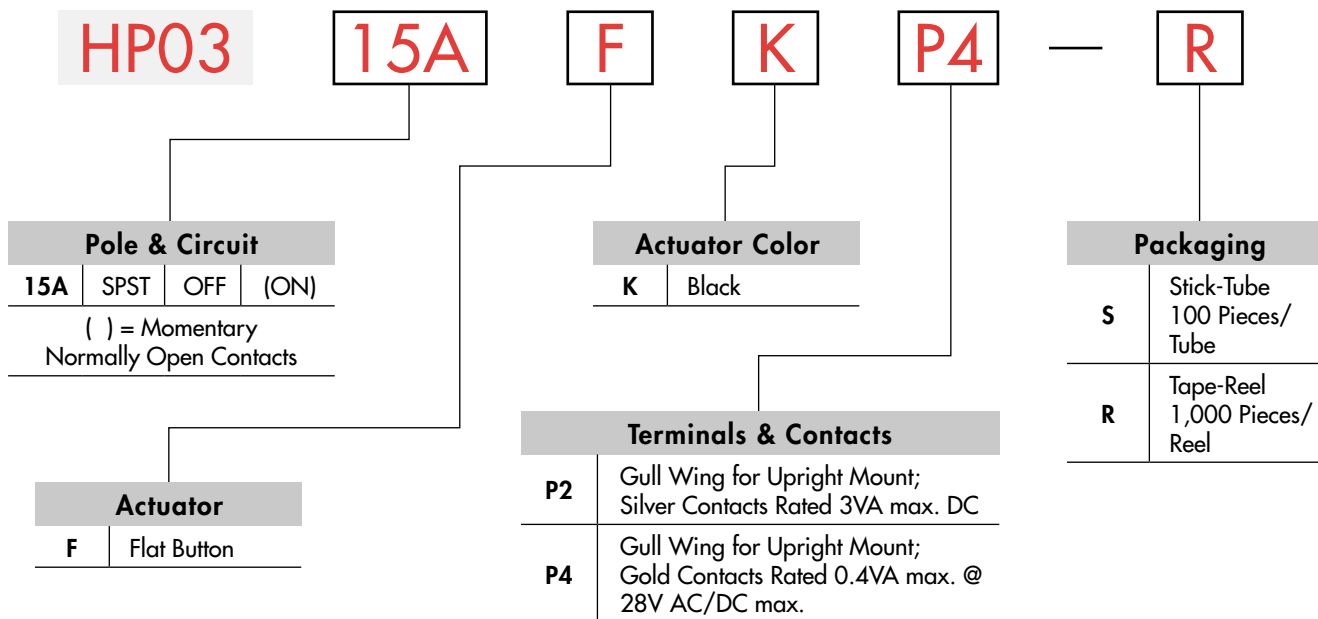 HP03 15A F K P4 — R
Pole & Circuit
15A SPST OFF (ON)
( ) = Momentary
Normally Open Contacts
Actuator
F Flat Button
Actuator Color
K Black
Terminals & Contacts
P2 Gull Wing for Upright Mount;
Silver Contacts Rated 3VA max. DC
P4 Gull Wing for Upright Mount;
Gold Contacts Rated 0.4VA max. @
28V AC/DC max.
Packaging
S Stick-Tube
100 Pieces/
Tube
R Tape-Reel
1,000 Pieces/
Reel